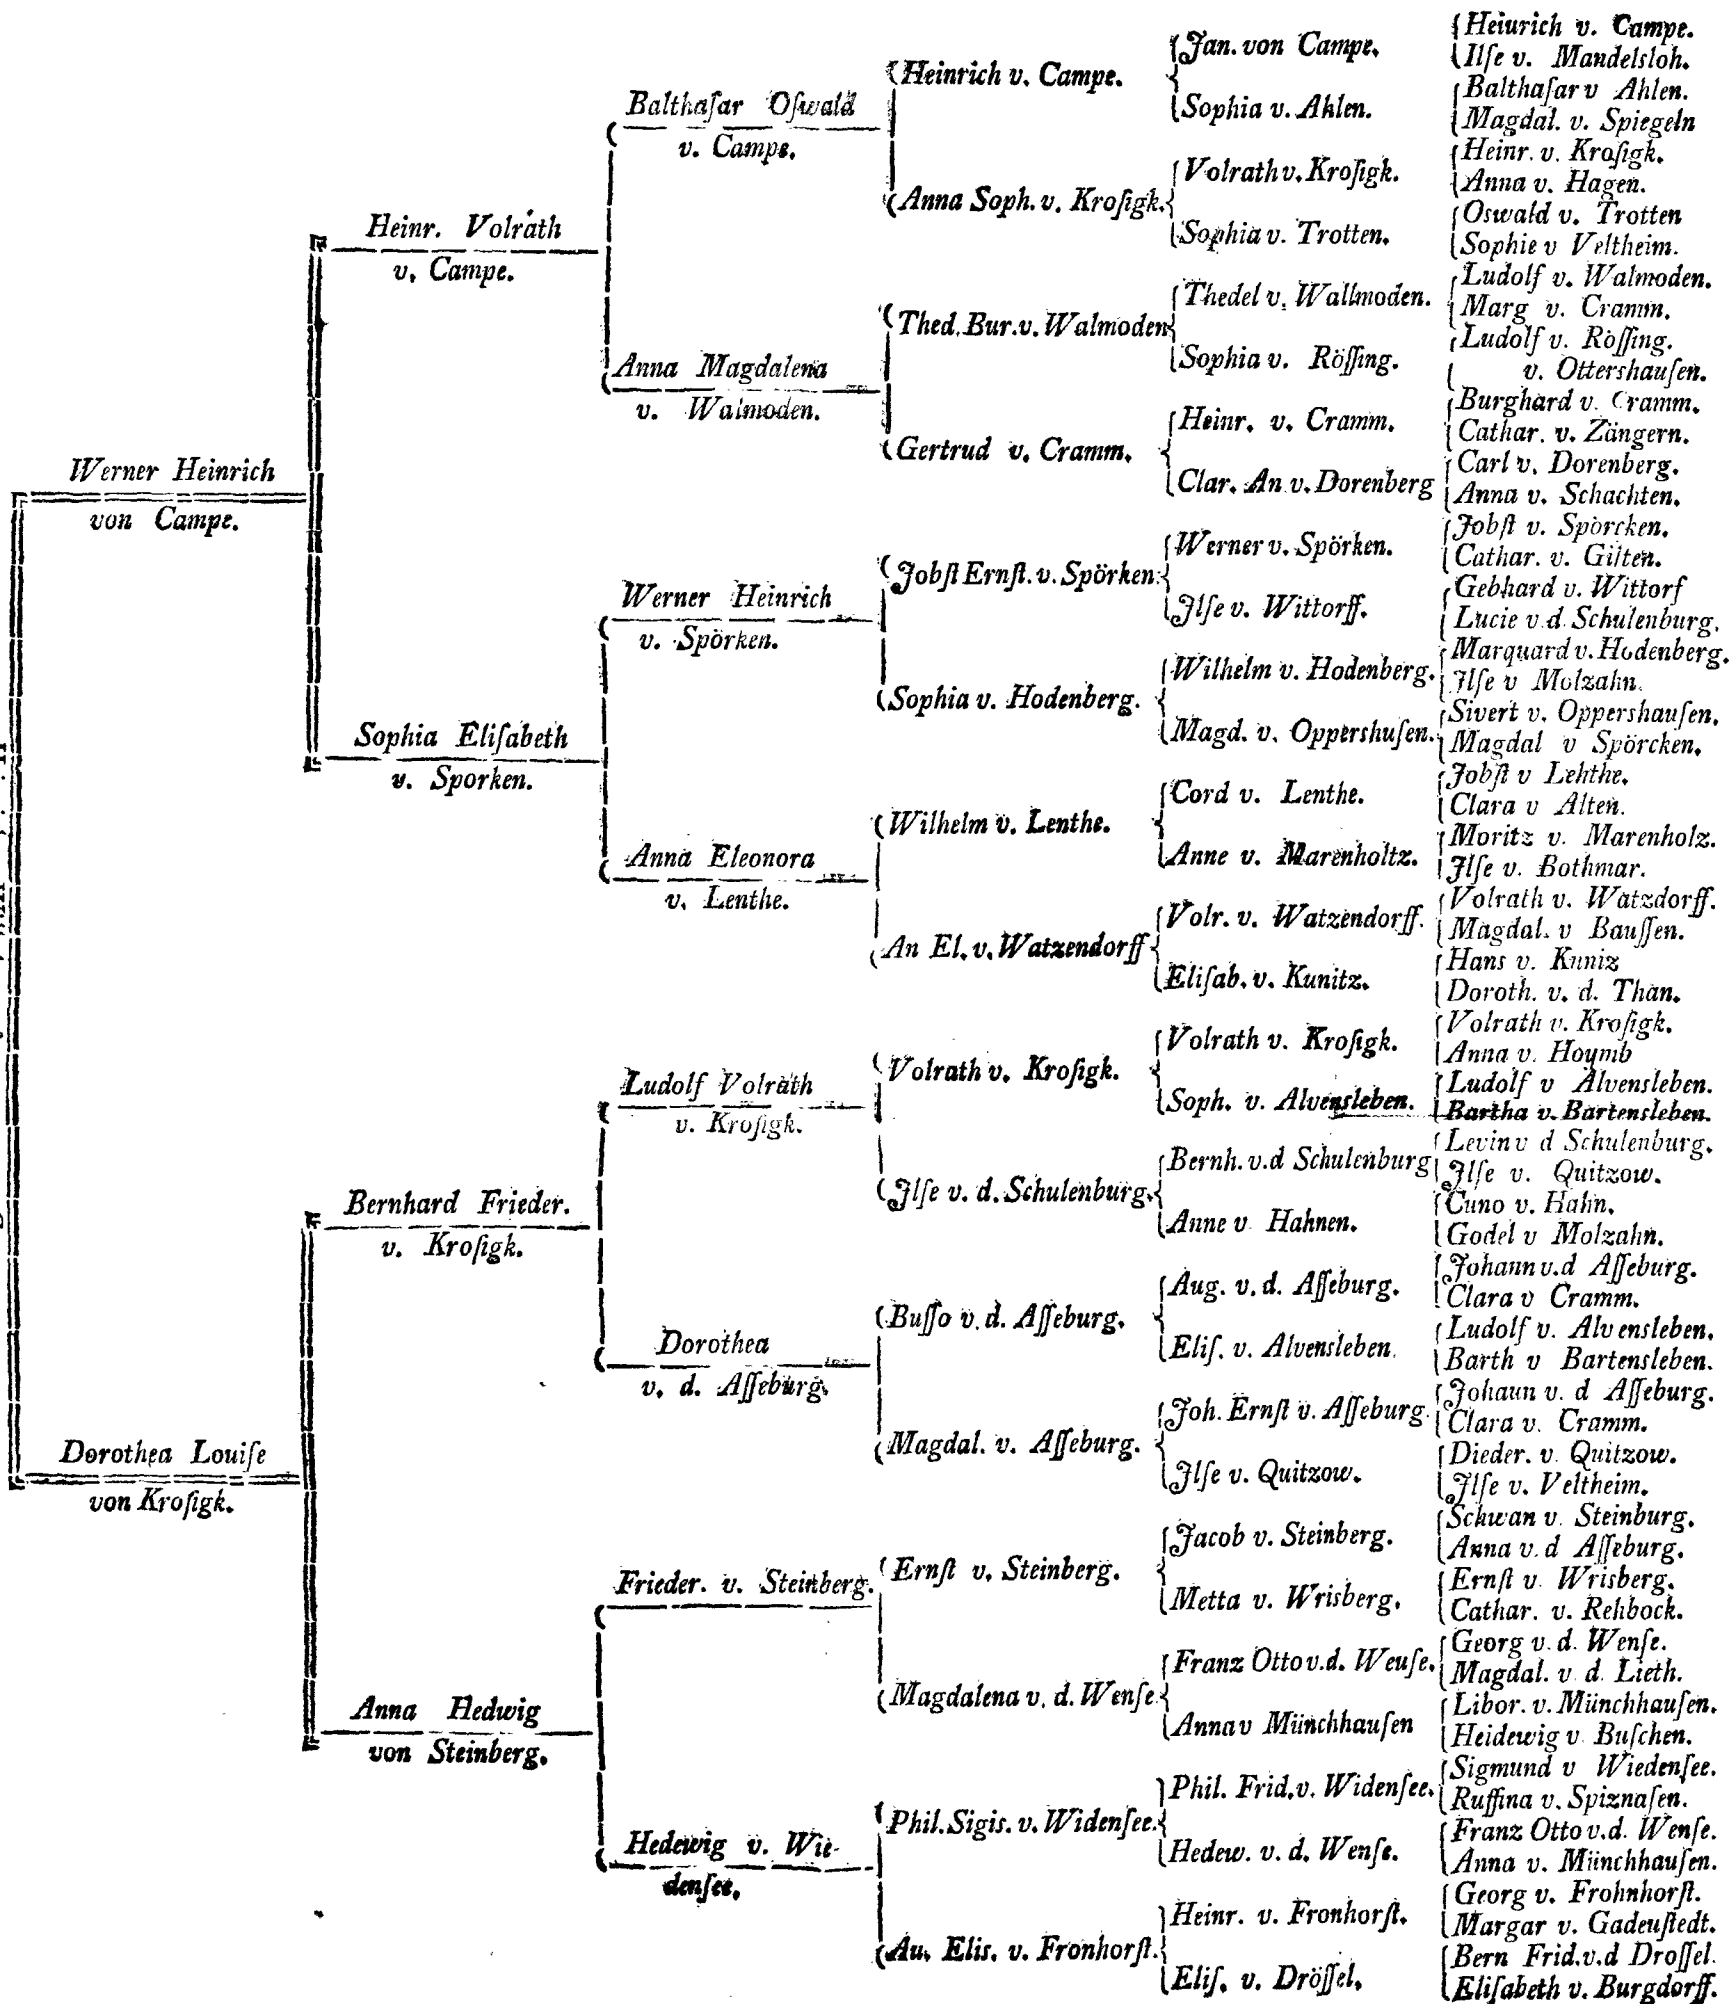 Werner Heinrich
von Campe.
Dorothea Louiſe
von Kroſigk.
Heinr. Volrath
v. Campe.
Sophia Eliſabeth
v. Sporken.
Bernhard Frieder.
v. Kroſigk.
Anna Hedwig
von Steinberg.
Balthaſar Oſwald
v. Campe.
Anna Magdalena
v. Walmoden.
Werner Heinrich
v. Spörken.
Anna Eleonora
v. Lenthe.
Ludolf Volrath
v. Kroſigk.
Dorothea
v. d. Aſſeburg.
Frieder. v. Steinberg.
Hedewig v. Wie-
denſee.
Heinrich v. Campe.
Anna Soph. v. Kroſigk.
Thed. Bur. v. Walmoden
Gertrud v. Cramm.
Jobſt Ernſt. v. Spörken
Sophia v. Hodenberg.
Wilhelm v. Lenthe.
An El. v. Watzendorff
Volrath v. Kroſigk.
Jlſe v. d. Schulenburg.
Buſſo v. d. Aſſeburg.
Magdal. v. Aſſeburg.
Ernſt v. Steinberg.
Magdalena v. d. Wenſe
Phil. Sigis. v. Widenſee.
Au. Elis. v. Fronhorſt.
Jan. von Campe.
Sophia v. Ahlen.
Volrath v. Kroſigk.
Sophia v. Trotten.
Thedel v. Wallmoden.
Sophia v. Röſſing.
Heinr. v. Cramm.
Clar. An v. Dorenberg
Werner v. Spörken.
Jlſe v. Wittorff.
Wilhelm v. Hodenberg.
Magd. v. Oppershuſen.
Cord v. Lenthe.
Anne v. Marenholtz.
Volr. v. Watzendorff.
Eliſab. v. Kunitz.
Volrath v. Kroſigk.
Soph. v. Alvensleben.
Bernh. v. d Schulenburg
Anne v Hahnen.
Aug. v. d. Aſſeburg.
Eliſ. v. Alvensleben.
Joh. Ernſt v. Aſſeburg
Jlſe v. Quitzow.
Jacob v. Steinberg.
Metta v. Wrisberg.
Franz Otto v. d. Weuſe.
Anna v Münchhauſen
Phil. Frid. v. Widenſee.
Hedew. v. d. Wenſe.
Heinr. v. Fronhorſt.
Eliſ. v. Dröſſel.
Heiurich v. Campe.
Ilſe v. Mandelsloh.
Balthaſar v Ahlen.
Magdal. v. Spiegeln
Heinr. v. Kroſigk.
Anna v. Hagen.
Oswald v. Trotten
Sophie v Veltheim.
Ludolf v. Walmoden.
Marg v. Cramm.
Ludolf v. Röſſing.
v. Ottershauſen.
Burghard v. Cramm.
Cathar. v. Zängern.
Carl v. Dorenberg.
Anna v. Schachten.
Jobſt v. Spörcken.
Cathar. v. Gilten.
Gebhard v. Wittorf
Lucie v. d. Schulenburg.
Marquard v. Hodenberg.
Jlſe v Molzahn.
Sivert v. Oppershauſen.
Magdal v Spörcken.
Jobſt v Lehthe.
Clara v Alten.
Moritz v. Marenholz.
Jlſe v. Bothmar.
Volrath v. Watzdorff.
Magdal. v Bauſſen.
Hans v. Kuniz
Doroth. v. d. Than.
Volrath v. Kroſigk.
Anna v. Hoymb
Ludolf v Alvensleben.
Bartha v. Bartensleben.
Levin v d Schulenburg.
Jlſe v. Quitzow.
Cuno v. Hahn.
Godel v Molzahn.
Johann v. d Aſſeburg.
Clara v Cramm.
Ludolf v. Alvensleben.
Barth v Bartensleben.
Johaun v. d Aſſeburg.
Clara v. Cramm.
Dieder. v. Quitzow.
Jlſe v. Veltheim.
Schwan v. Steinburg.
Anna v. d Aſſeburg.
Ernſt v. Wrisberg.
Cathar. v. Rehbock.
Georg v. d. Wenſe.
Magdal. v. d. Lieth.
Libor. v. Münchhauſen.
Heidewig v. Buſchen.
Sigmund v Wiedenſee.
Ruffina v. Spiznaſen.
Franz Otto v. d. Wenſe.
Anna v. Münchhauſen.
Georg v. Frohnhorſt.
Margar v. Gadeuſtedt.
Bern Frid. v. d Droſſel.
Eliſabeth v. Burgdorff.